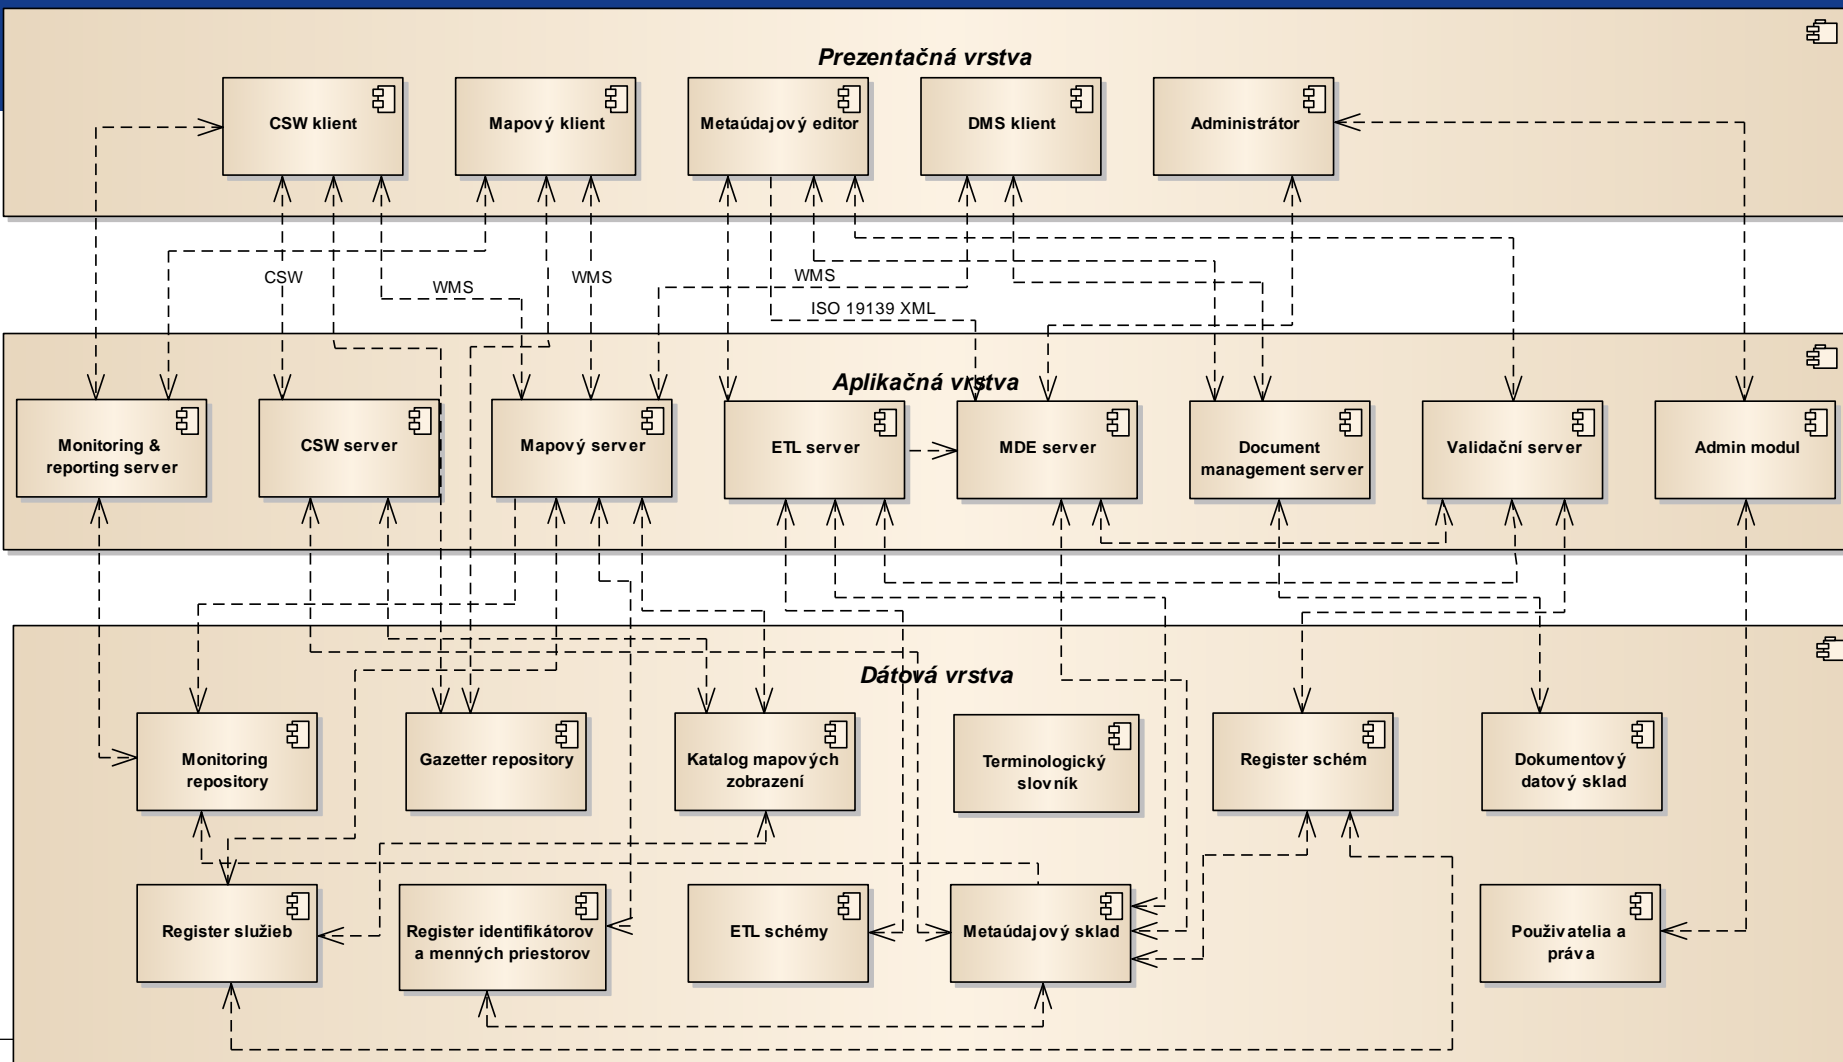 Prezentačná vrstva
CSW klient
Mapový klient
Metaúdajový editor
DMS klient
Administrátor
CSW
WMS
WMS
WMS
ISO 19139 XML
Aplikačná vrstva
Monitoring &
reporting server
CSW server
Mapový server
ETL server
MDE server
Document
management server
Validačný server
Admin modul
Dátová vrstva
Monitoring
repository
Gazetter repository
Katalog mapových
zobrazení
Terminologický
slovník
Register schém
Dokumentový
datový sklad
Register služieb
Register identifikátorov
a menných priestorov
ETL schémy
Metaúdajový sklad
Použivatelia a
práva